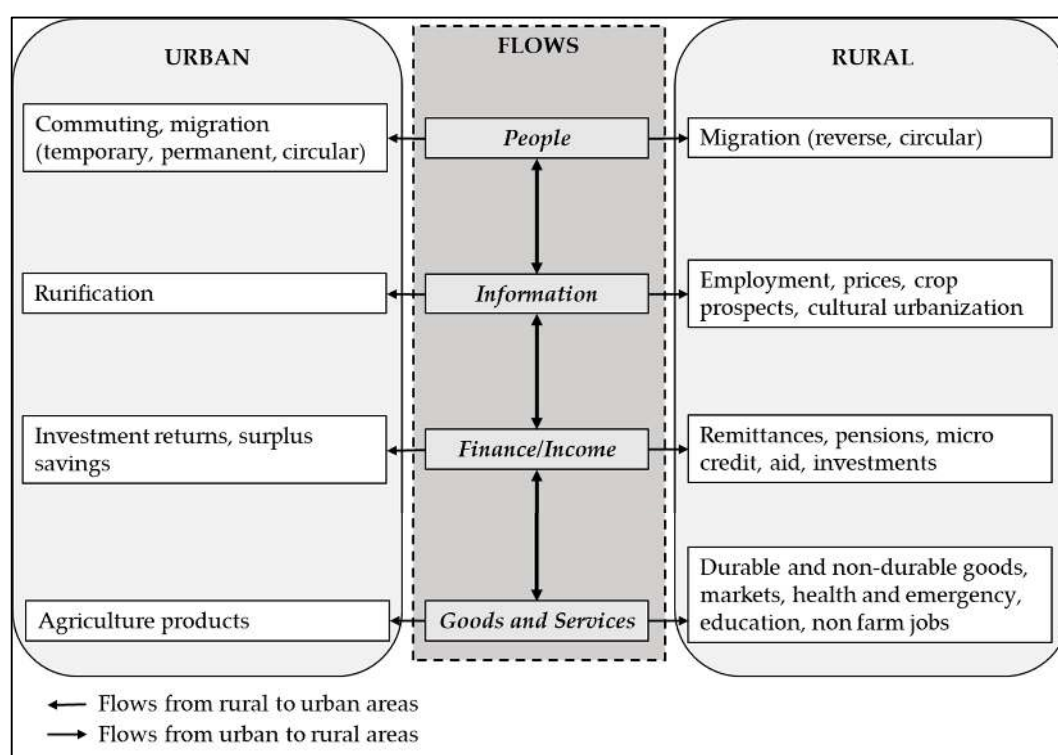 URBAN
FLOWS
RURAL
Commuting, migration
(temporary, permanent, circular)
People
Migration (reverse, circular)
Rurification
Information
Employment, prices, crop
prospects, cultural urbanization
Investment returns, surplus
savings
Finance/Income
Remittances, pensions, micro
credit, aid, investments
Agriculture products
Goods and Services
Durable and non-durable goods,
markets, health and emergency,
education, non farm jobs
Flows from rural to urban areas
Flows from urban to rural areas